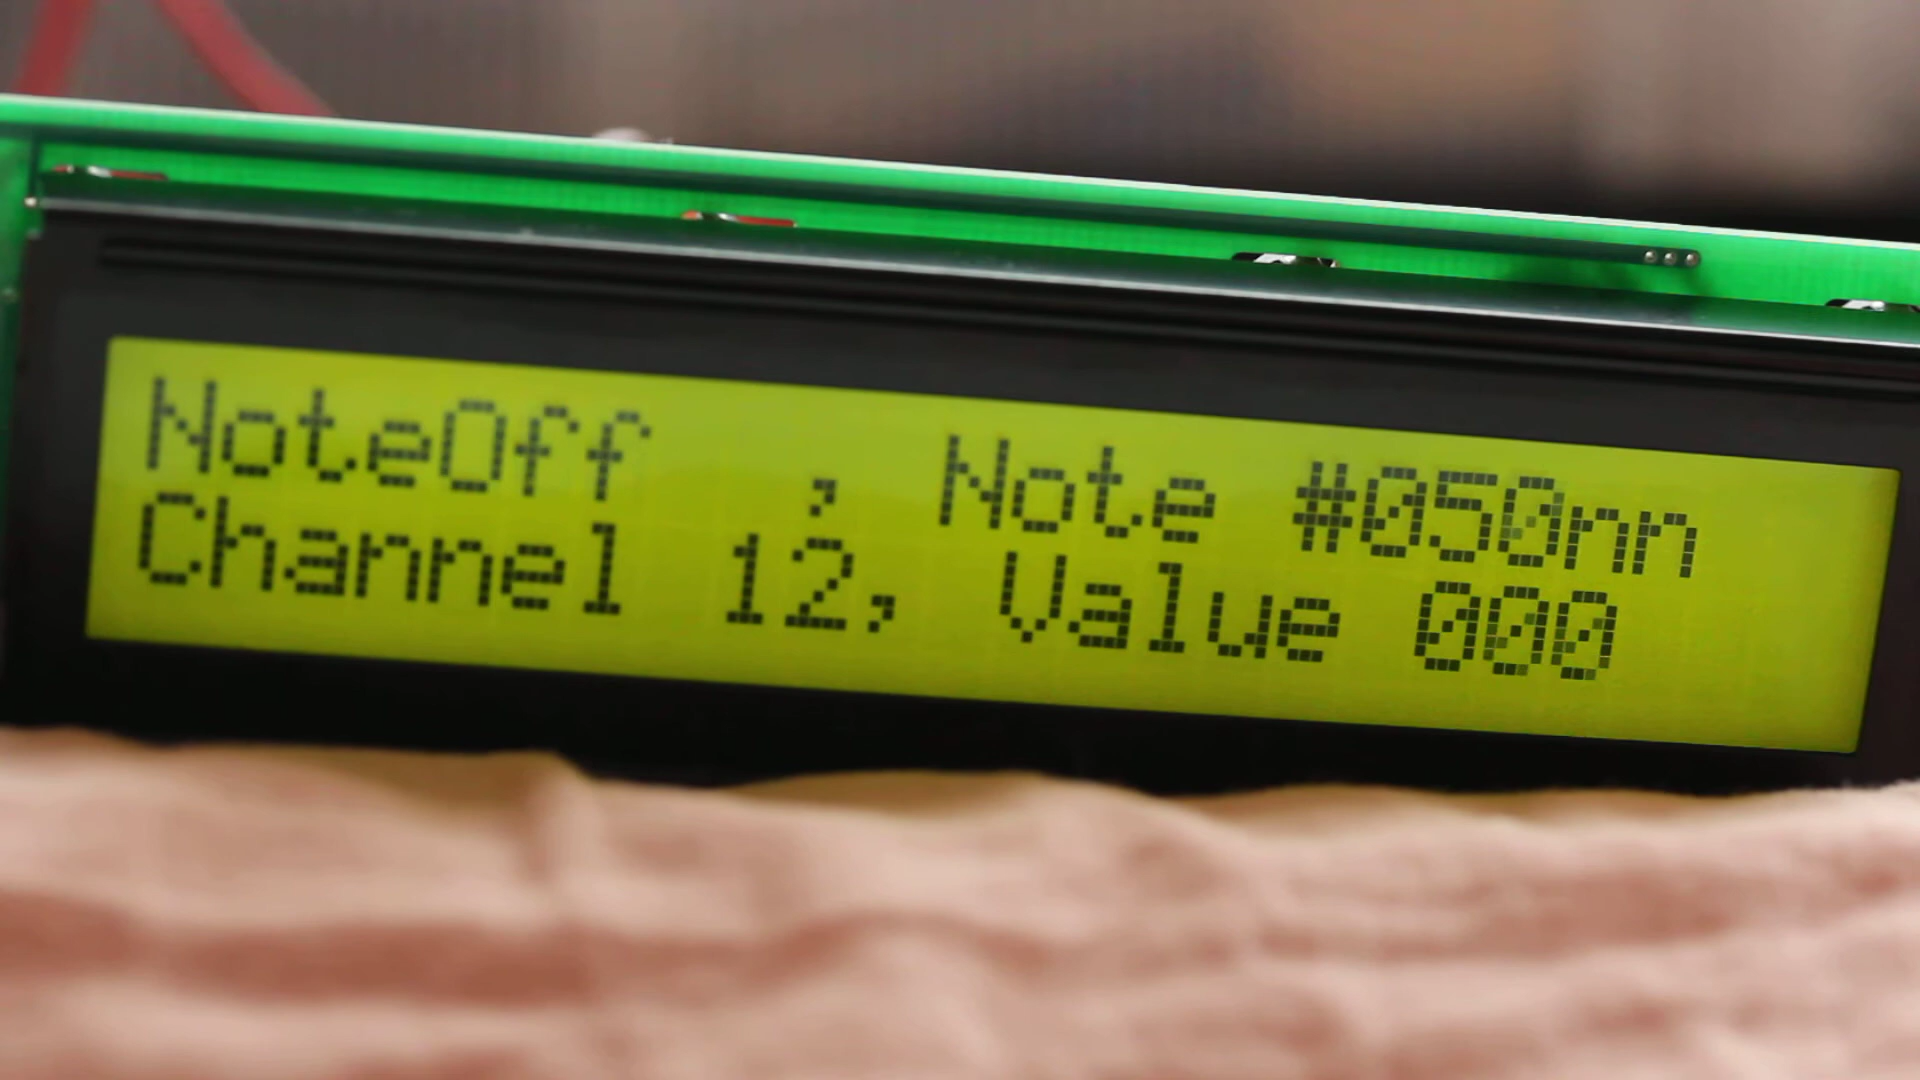 NoteOff  , Note #050nn
Channel 12, Value 000